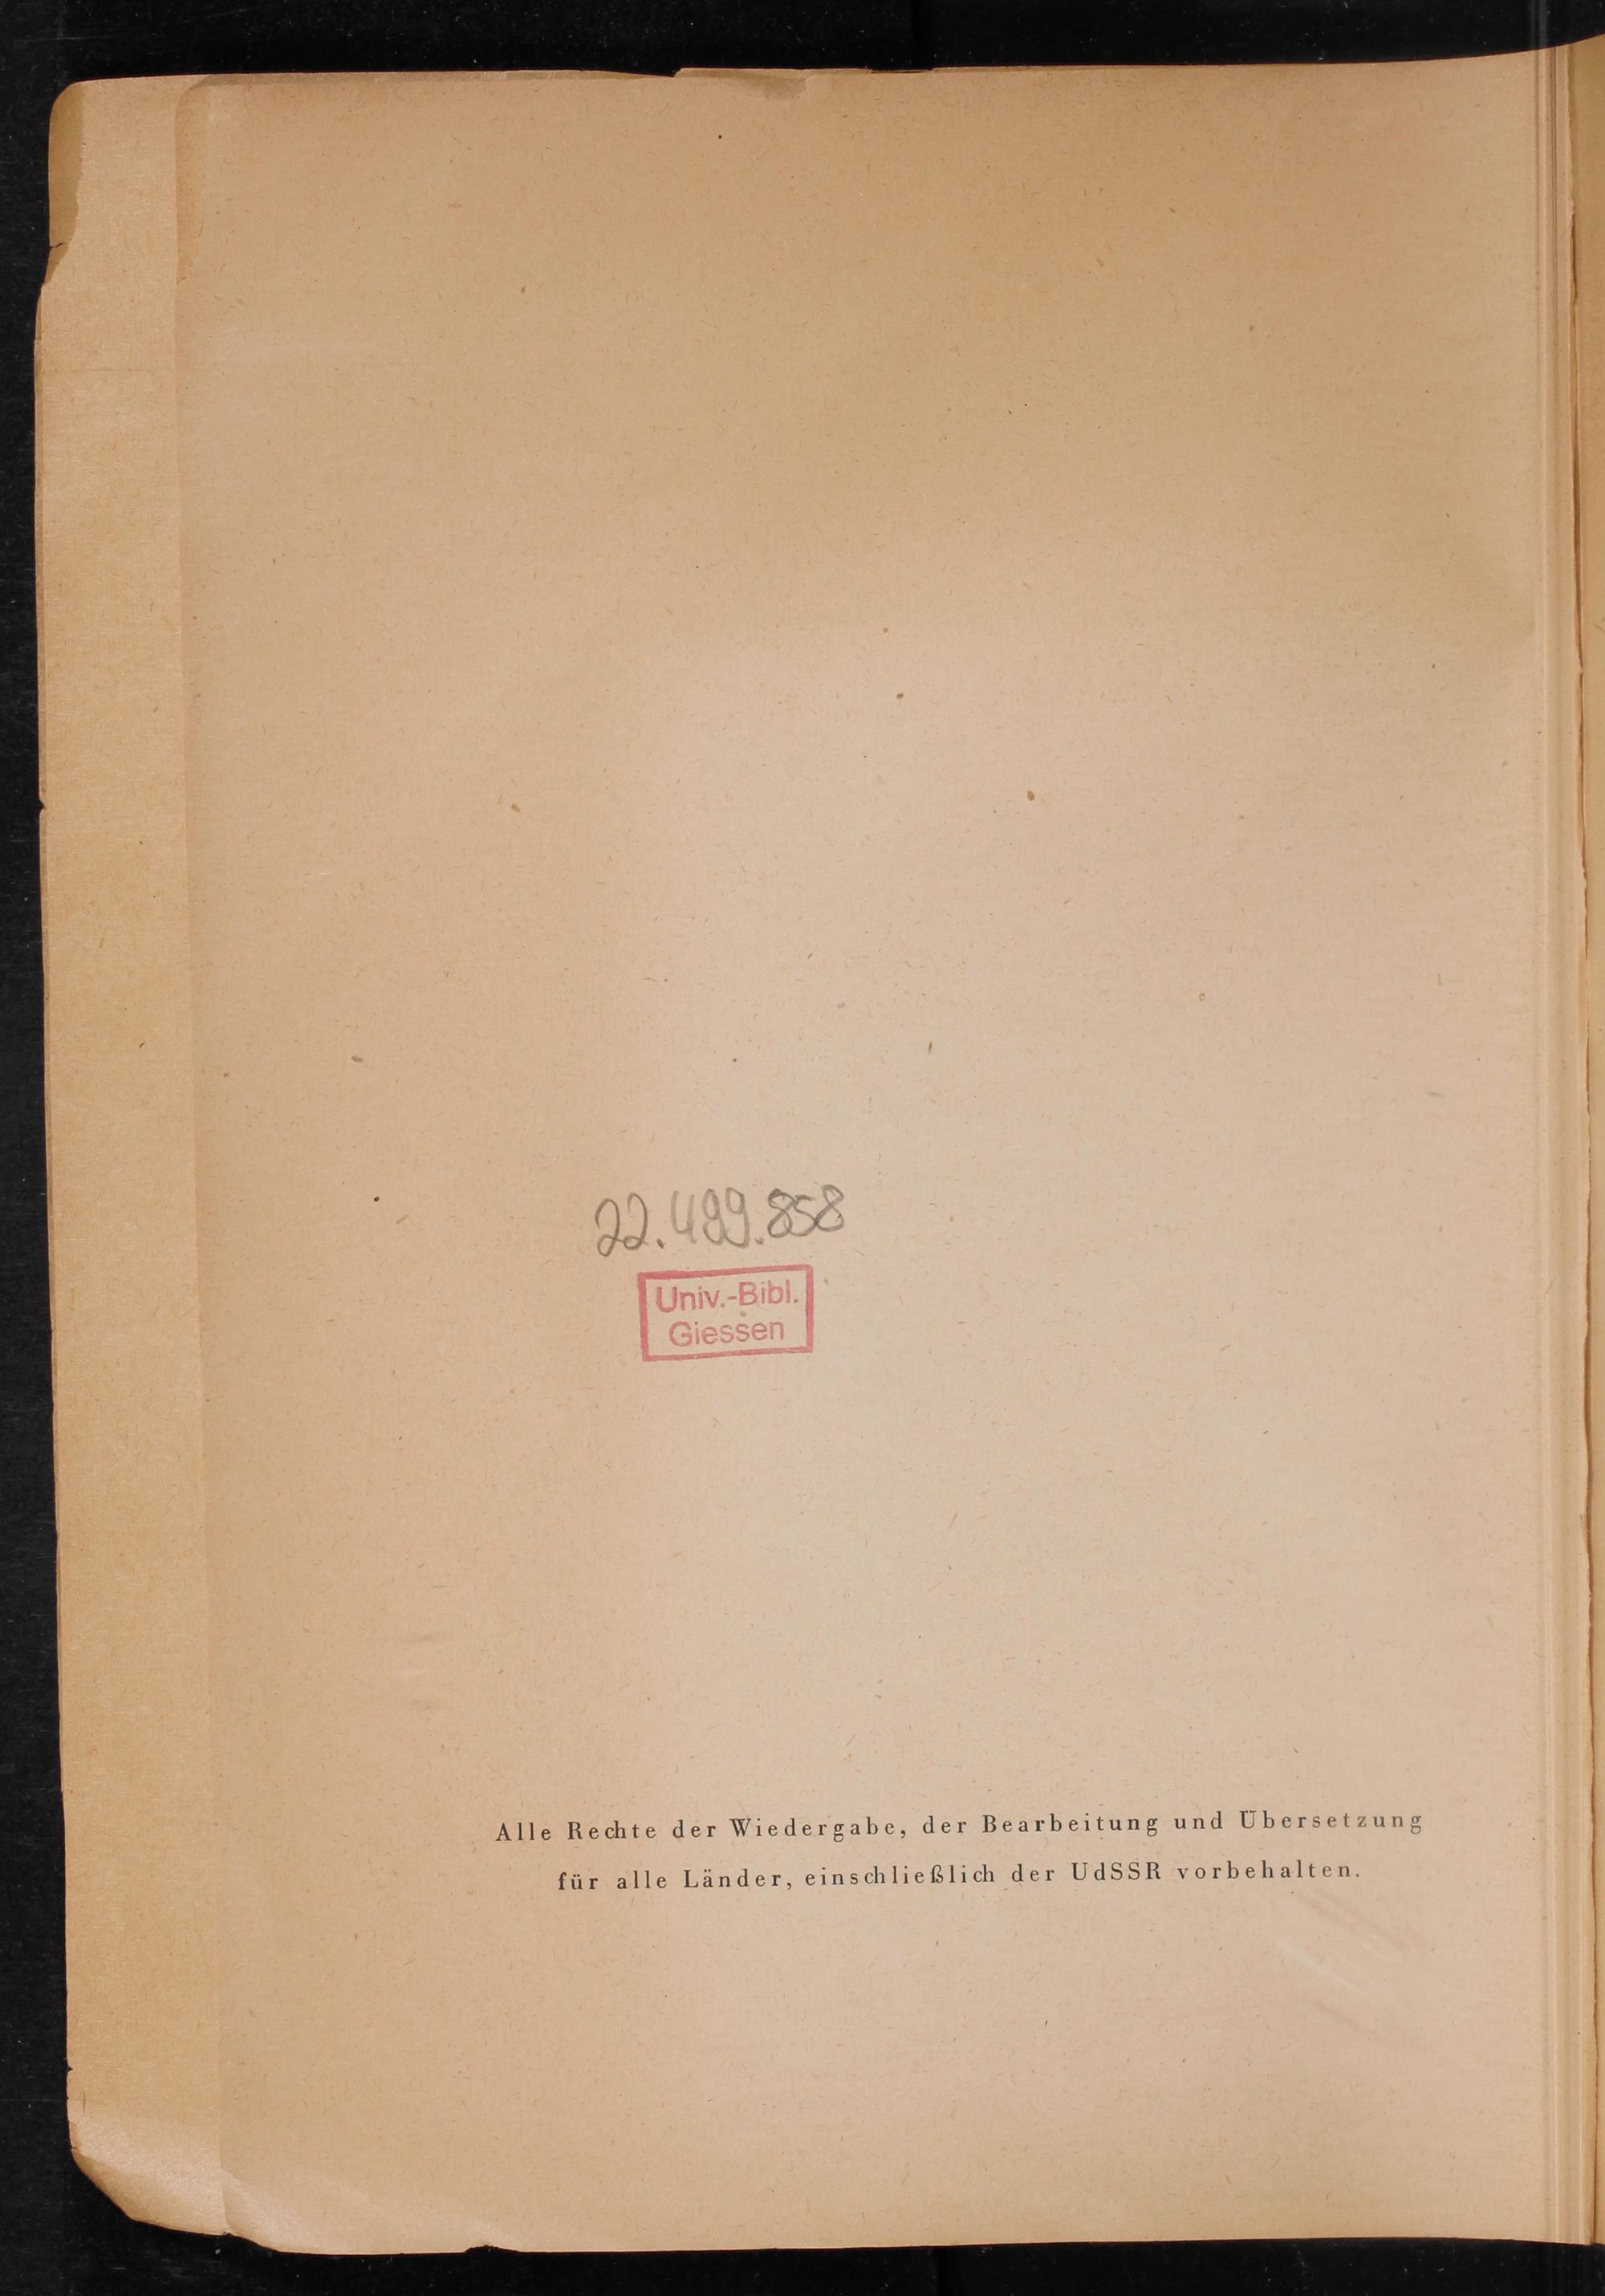 22.499.858
Univ.-Bibl.
Giessen
Alle Rechte der Wiedergabe, der Bearbeitung und Übersetzung
für alle Länder, einschließlich der UdSSR vorbehalten.